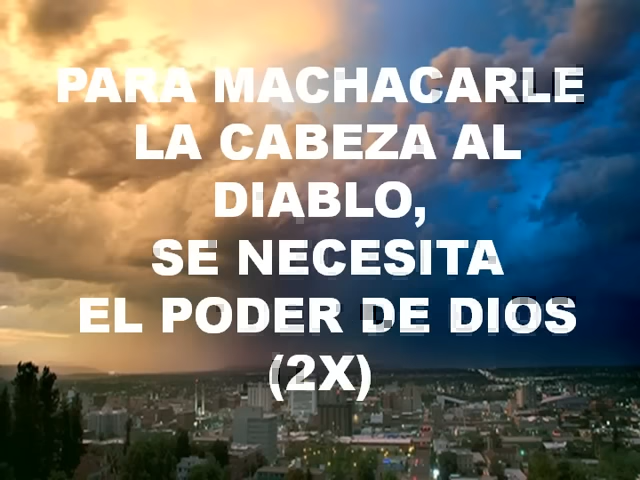 PARA MACHACARLE
LA CABEZA AL
DIABLO,
SE NECESITA
EL PODER DE DIOS
(2X)